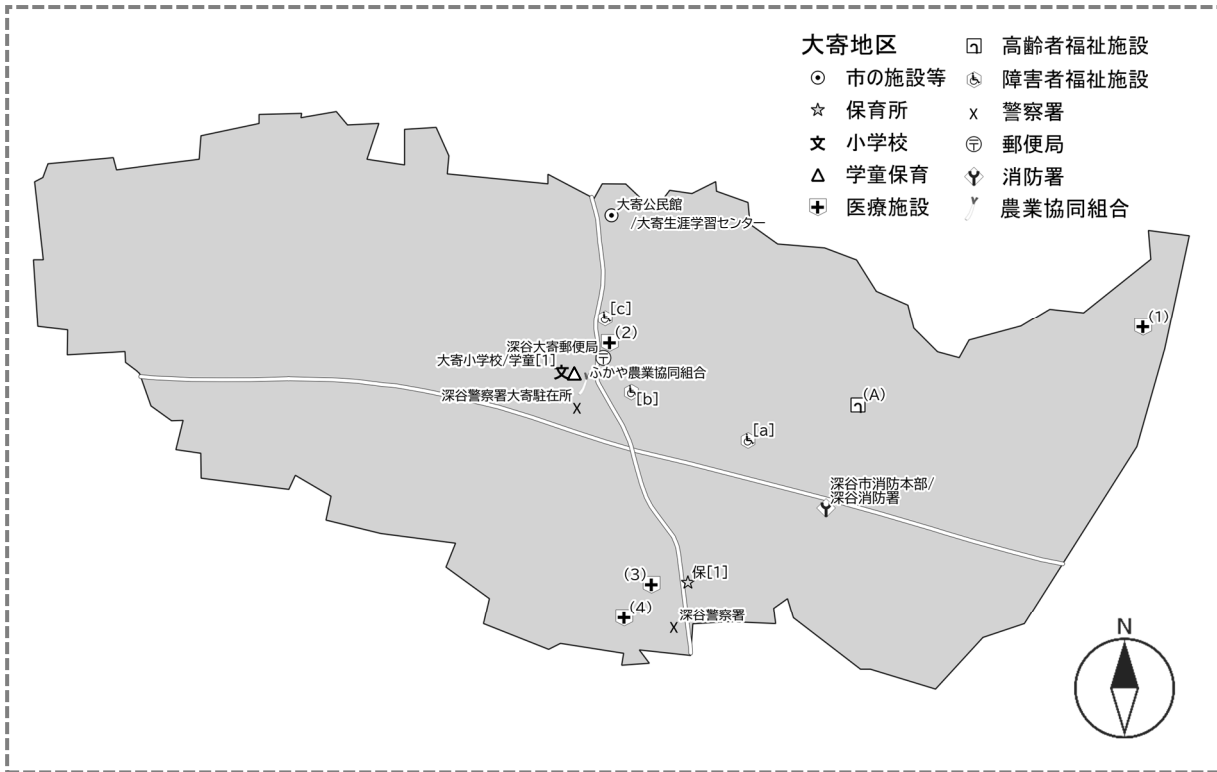 大寄地区
市の施設等
保育所
文 小学校
学童保育
医療施設
高齢者福祉施設
障害者福祉施設
X 警察署
郵便局
消防署
農業協同組合
大寄公民館
/大寄生涯学習センター
[c]
(2)
深谷大寄郵便局
大寄小学校/学童[1]
文
ふかや農業協同組合
深谷警察署大寄駐在所
X
[b]
[a]
(A)
(1)
深谷市消防本部/
深谷消防署
(3)
保[1]
(4)
深谷警察署
X
N